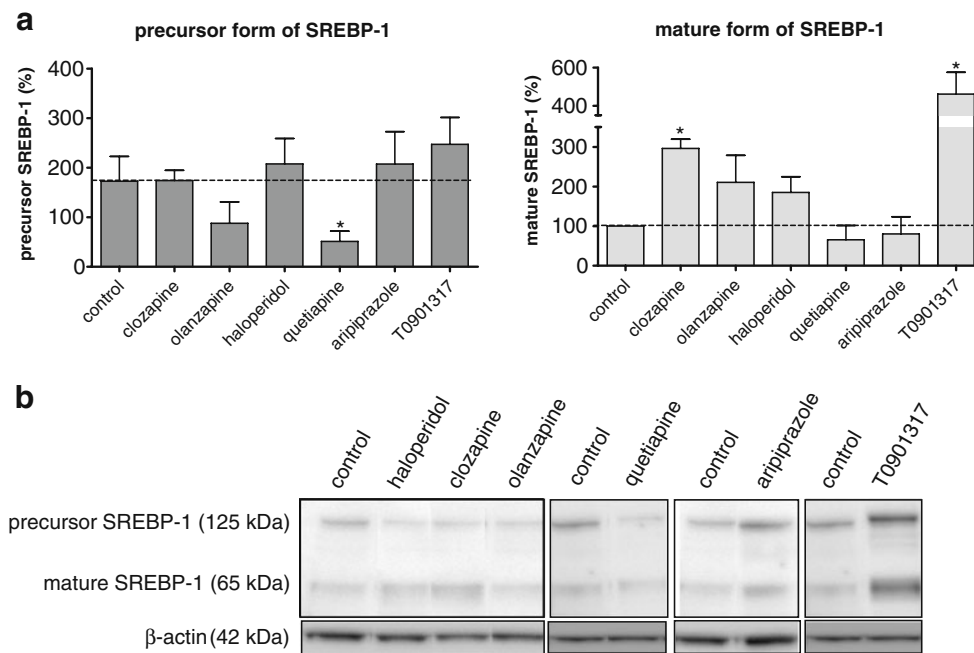 a
precursor form of SREBP-1
precursor SREBP-1 (%)
400
300
200
100
0
*
control
clozapine
olanzapine
haloperidol
quetiapine
aripiprazole
T0901317
mature form of SREBP-1
mature SREBP-1 (%)
600
400
300
200
100
0
*
*
control
clozapine
olanzapine
haloperidol
quetiapine
aripiprazole
T0901317
b
control
haloperidol
clozapine
olanzapine
control
quetiapine
control
aripiprazole
control
T0901317
precursor SREBP-1 (125 kDa)
mature SREBP-1 (65 kDa)
β-actin (42 kDa)